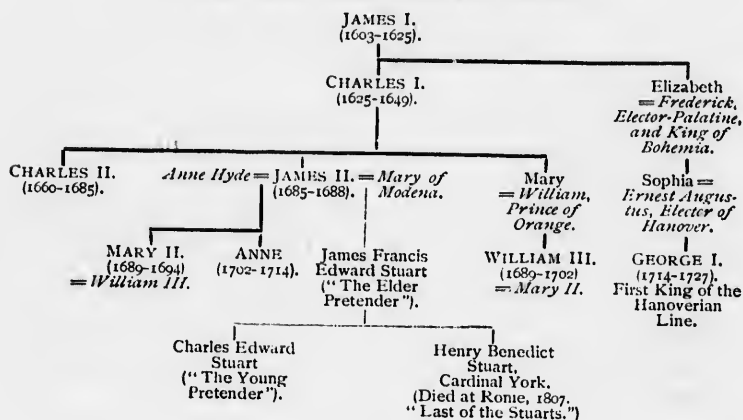 JAMES I.
(1603-1625).
CHARLES I.
(1625-1649).
Elizabeth
= Frederick,
Elector-Palatine,
and King of
Bohemia.
CHARLES II.
(1660-1685).
Anne Hyde = JAMES II. = Mary of
(1685-1688). Modena.
Mary
= William,
Prince of
Orange.
Sophia =
Ernest Augus-
tus, Elector of
Hanover.
MARY II.
(1689-1694)
= William III.
ANNE
(1702-1714).
James Francis
Edward Stuart
("The Elder
Pretender").
WILLIAM III.
(1689-1702)
= Mary II.
GEORGE I.
(1714-1727).
First King of the
Hanoverian
Line.
Charles Edward
Stuart
("The Young
Pretender").
Henry Benedict
Stuart,
Cardinal York.
(Died at Rome, 1807.
"Last of the Stuarts.")